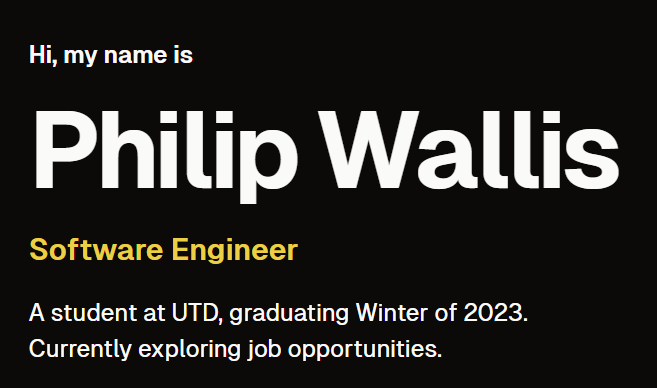 Hi, my name is
Philip Wallis
Software Engineer
A student at UTD, graduating Winter of 2023.
Currently exploring job opportunities.